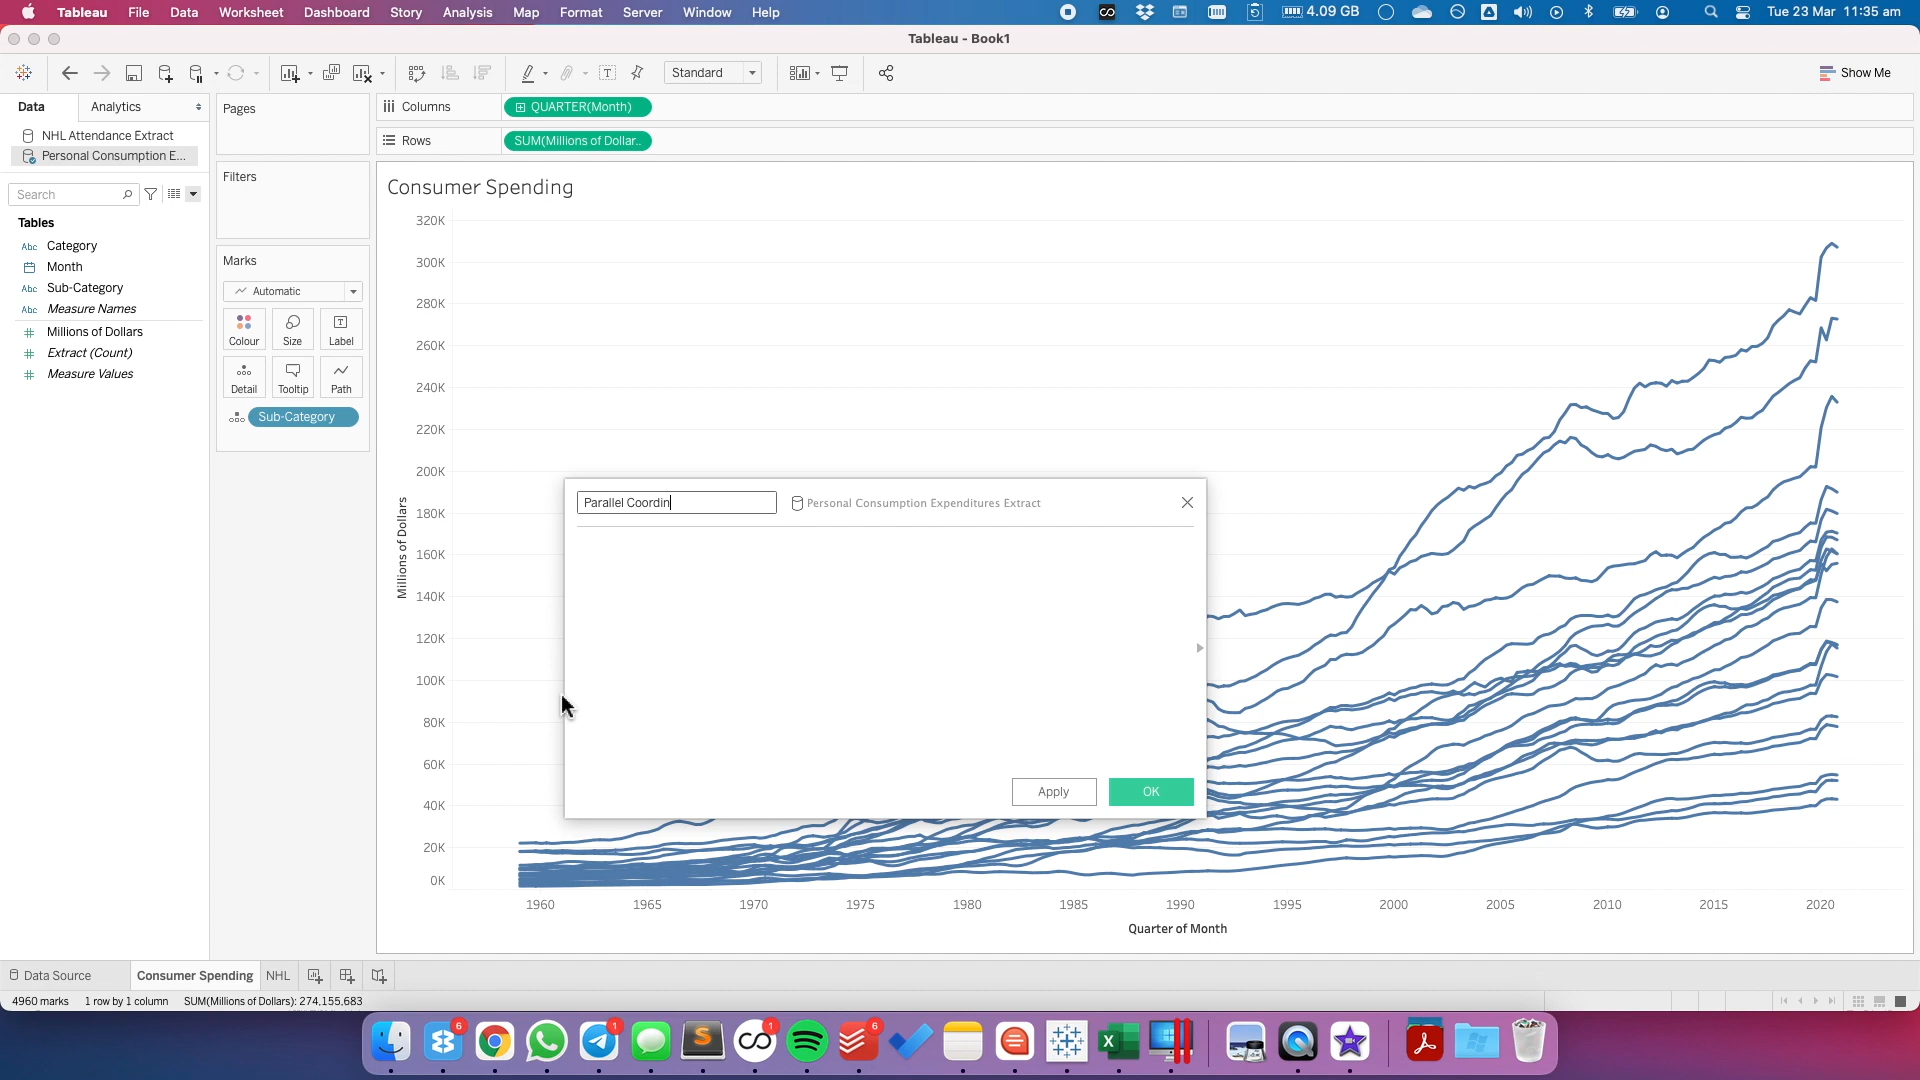 Tableau File Data Worksheet Dashboard Story Analysis Map Format Server Window Help 4.09 GB Tue 23 Mar 11:35 am
Tableau - Book1
Standard Show Me
Data Analytics
NHL Attendance Extract
Personal Consumption E...
Search
Tables
Abc Category
Month
Abc Sub-Category
Abc Measure Names
Millions of Dollars
Extract (Count)
Measure Values
Pages
Filters
Marks
Automatic
Colour Size Label
Detail Tooltip Path
Sub-Category
Columns QUARTER(Month)
Rows SUM(Millions of Dollar..
Consumer Spending
320K
300K
280K
260K
240K
220K
200K
180K
160K
140K
120K
100K
80K
60K
40K
20K
0K
Millions of Dollars
Parallel Coordin Personal Consumption Expenditures Extract
Apply OK
1960 1965 1970 1975 1980 1985 1990 1995 2000 2005 2010 2015 2020
Quarter of Month
Data Source Consumer Spending NHL
4960 marks 1 row by 1 column SUM(Millions of Dollars): 274,155,683
6 1 1 6